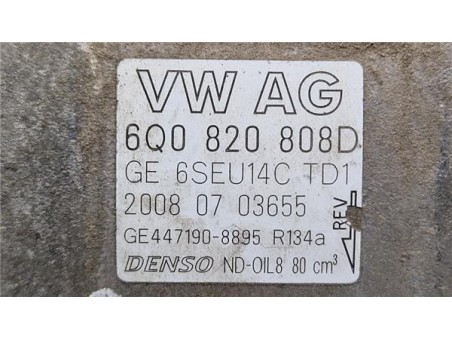 VW AG
6Q0 820 808D
GE 6SEU14C TD1
2008 07 03655
GE447190-8895 R134a
DENSO ND-OIL8 80 cm³
REV